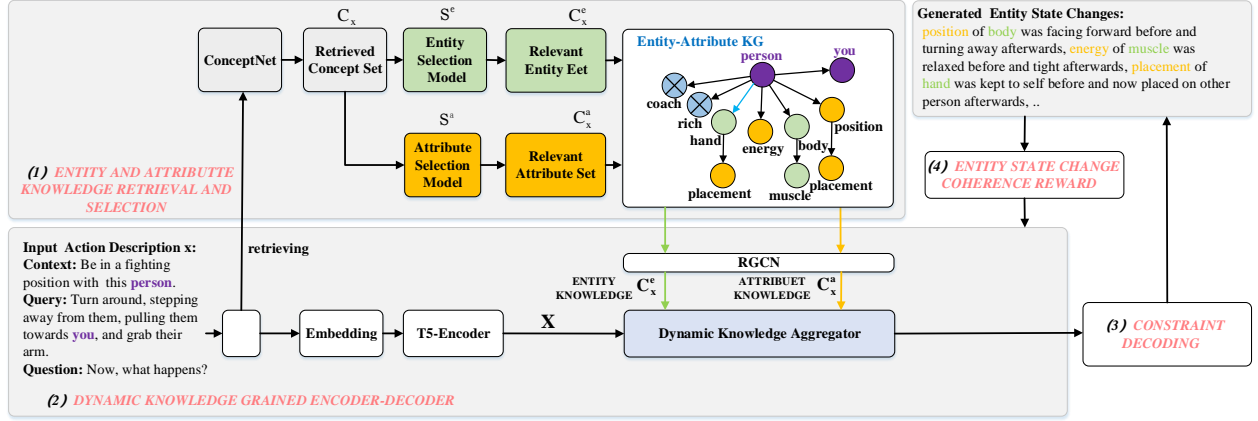 C_x
S^e
C_x^e
ConceptNet
Retrieved
Concept Set
Entity
Selection
Model
Relevant
Entity Eet
S^a
C_x^a
Attribute
Selection
Model
Relevant
Attribute Set
(1) ENTITY AND ATTRIBUTTE
KNOWLEDGE RETRIEVAL AND
SELECTION
Entity-Attribute KG
person
you
coach
rich
hand
energy
body
position
placement
muscle
placement
Generated Entity State Changes:
position of body was facing forward before and
turning away afterwards, energy of muscle was
relaxed before and tight afterwards, placement of
hand was kept to self before and now placed on other
person afterwards, ..
(4) ENTITY STATE CHANGE
COHERENCE REWARD
Input Action Description x:
Context: Be in a fighting
position with this person.
Query: Turn around, stepping
away from them, pulling them
towards you, and grab their
arm.
Question: Now, what happens?
retrieving
Embedding
T5-Encoder
X
RGCN
ENTITY
KNOWLEDGE C_x^e
ATTRIBUET
KNOWLEDGE C_x^a
Dynamic Knowledge Aggregator
(3) CONSTRAINT
DECODING
(2) DYNAMIC KNOWLEDGE GRAINED ENCODER-DECODER